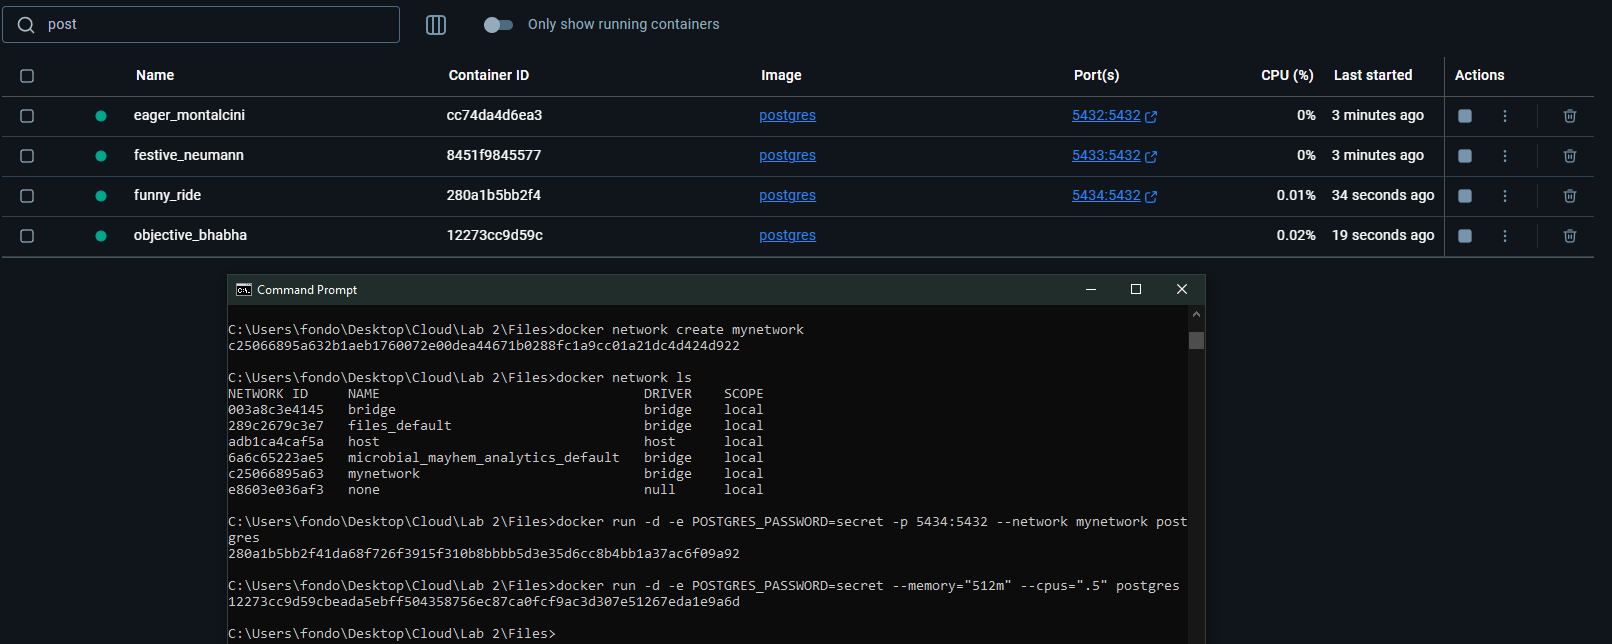 post
Only show running containers
Name Container ID Image Port(s) CPU (%) Last started Actions
eager_montalcini cc74da4d6ea3 postgres 5432:5432 0% 3 minutes ago
festive_neumann 8451f9845577 postgres 5433:5432 0% 3 minutes ago
funny_ride 280a1b5bb2f4 postgres 5434:5432 0.01% 34 seconds ago
objective_bhabha 12273cc9d59c postgres 0.02% 19 seconds ago
Command Prompt
C:\Users\fondo\Desktop\Cloud\Lab 2\Files>docker network create mynetwork
c25066895a632b1aeb1760072e00dea44671b0288fc1a9cc01a21dc4d424d922
C:\Users\fondo\Desktop\Cloud\Lab 2\Files>docker network ls
NETWORK ID NAME DRIVER SCOPE
003a8c3e4145 bridge bridge local
289c2679c3e7 files_default bridge local
adb1ca4caf5a host host local
6a6c65223ae5 microbial_mayhem_analytics_default bridge local
c25066895a63 mynetwork bridge local
e8603e036af3 none null local
C:\Users\fondo\Desktop\Cloud\Lab 2\Files>docker run -d -e POSTGRES_PASSWORD=secret -p 5434:5432 --network mynetwork post
gres
280a1b5bb2f41da68f726f3915f310b8bbbb5d3e35d6cc8b4bb1a37ac6f09a92
C:\Users\fondo\Desktop\Cloud\Lab 2\Files>docker run -d -e POSTGRES_PASSWORD=secret --memory="512m" --cpus=".5" postgres
12273cc9d59cbeada5ebff504358756ec87ca0fcf9ac3d307e51267eda1e9a6d
C:\Users\fondo\Desktop\Cloud\Lab 2\Files>